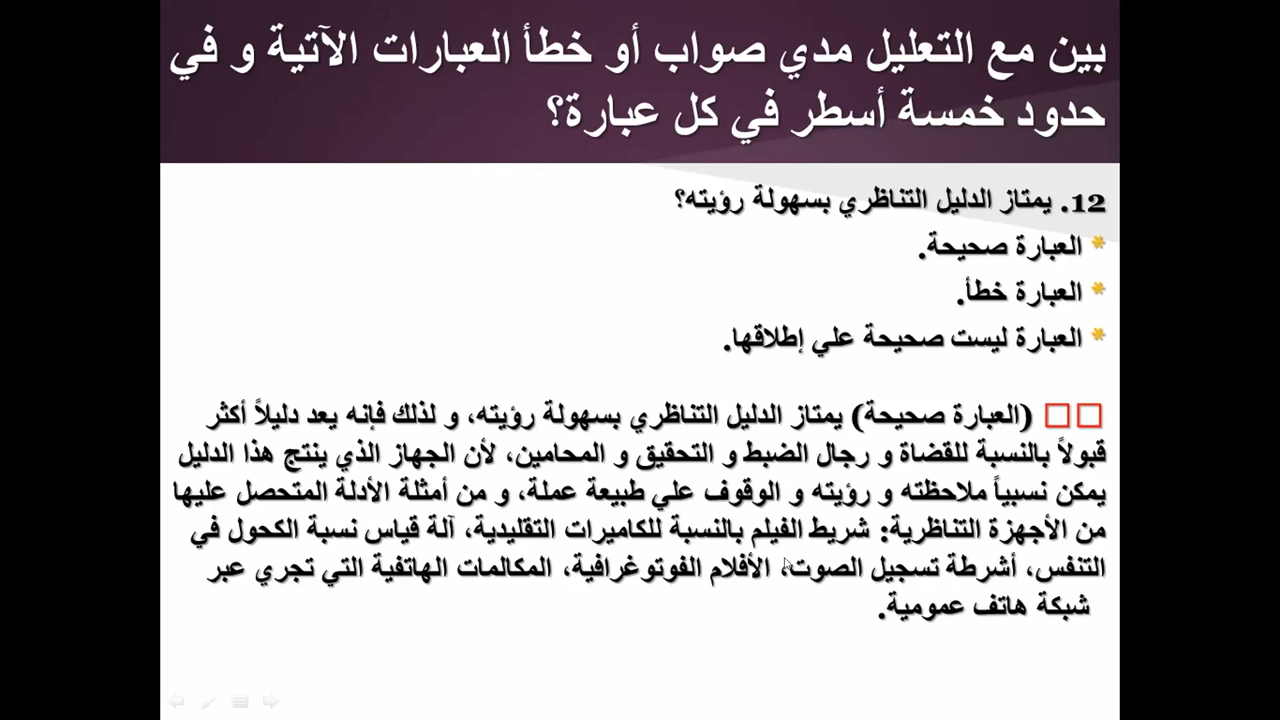 بين مع التعليل مدي صواب أو خطأ العبارات الآتية و في
حدود خمسة أسطر في كل عبارة؟
12. يمتاز الدليل التناظري بسهولة رؤيته؟
* العبارة صحيحة.
* العبارة خطأ.
* العبارة ليست صحيحة علي إطلاقها.
(العبارة صحيحة) يمتاز الدليل التناظري بسهولة رؤيته، و لذلك فإنه يعد دليلاً أكثر
قبولاً بالنسبة للقضاة و رجال الضبط و التحقيق و المحامين، لأن الجهاز الذي ينتج هذا الدليل
يمكن نسبياً ملاحظته و رؤيته و الوقوف علي طبيعة عملة، و من أمثلة الأدلة المتحصل عليها
من الأجهزة التناظرية: شريط الفيلم بالنسبة للكاميرات التقليدية، آلة قياس نسبة الكحول في
التنفس، أشرطة تسجيل الصوت، الأفلام الفوتوغرافية، المكالمات الهاتفية التي تجري عبر
شبكة هاتف عمومية.